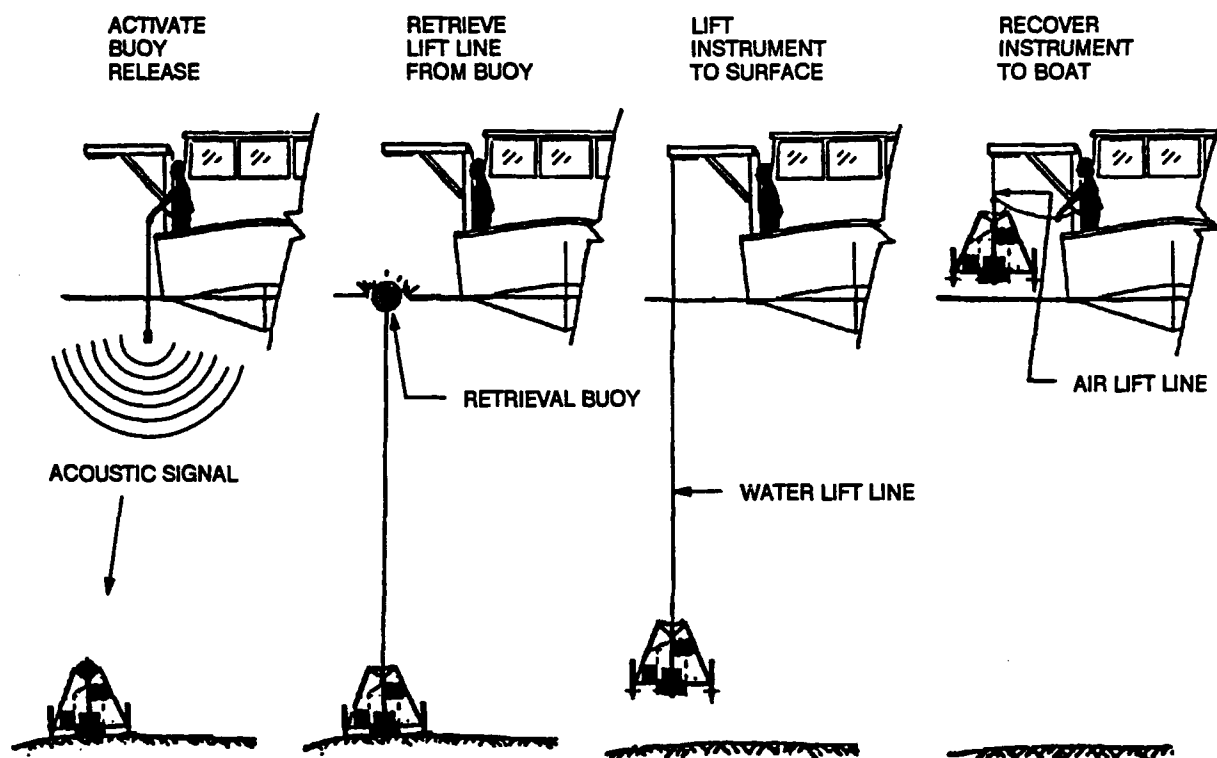 ACTIVATE
BUOY
RELEASE
RETRIEVE
LIFT LINE
FROM BUOY
LIFT
INSTRUMENT
TO SURFACE
RECOVER
INSTRUMENT
TO BOAT
RETRIEVAL BUOY
AIR LIFT LINE
ACOUSTIC SIGNAL
WATER LIFT LINE